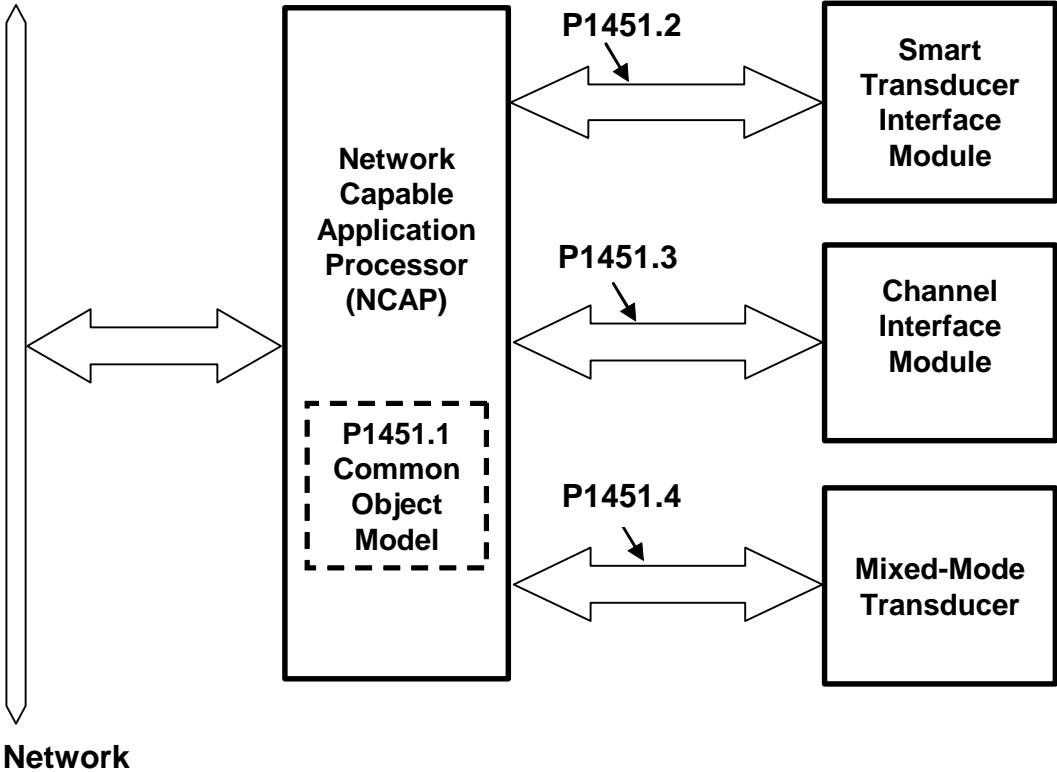 P1451.2
Smart
Transducer
Interface
Module
Network
Capable
Application
Processor
(NCAP)
P1451.3
Channel
Interface
Module
P1451.1
Common
Object
Model
P1451.4
Mixed-Mode
Transducer
Network